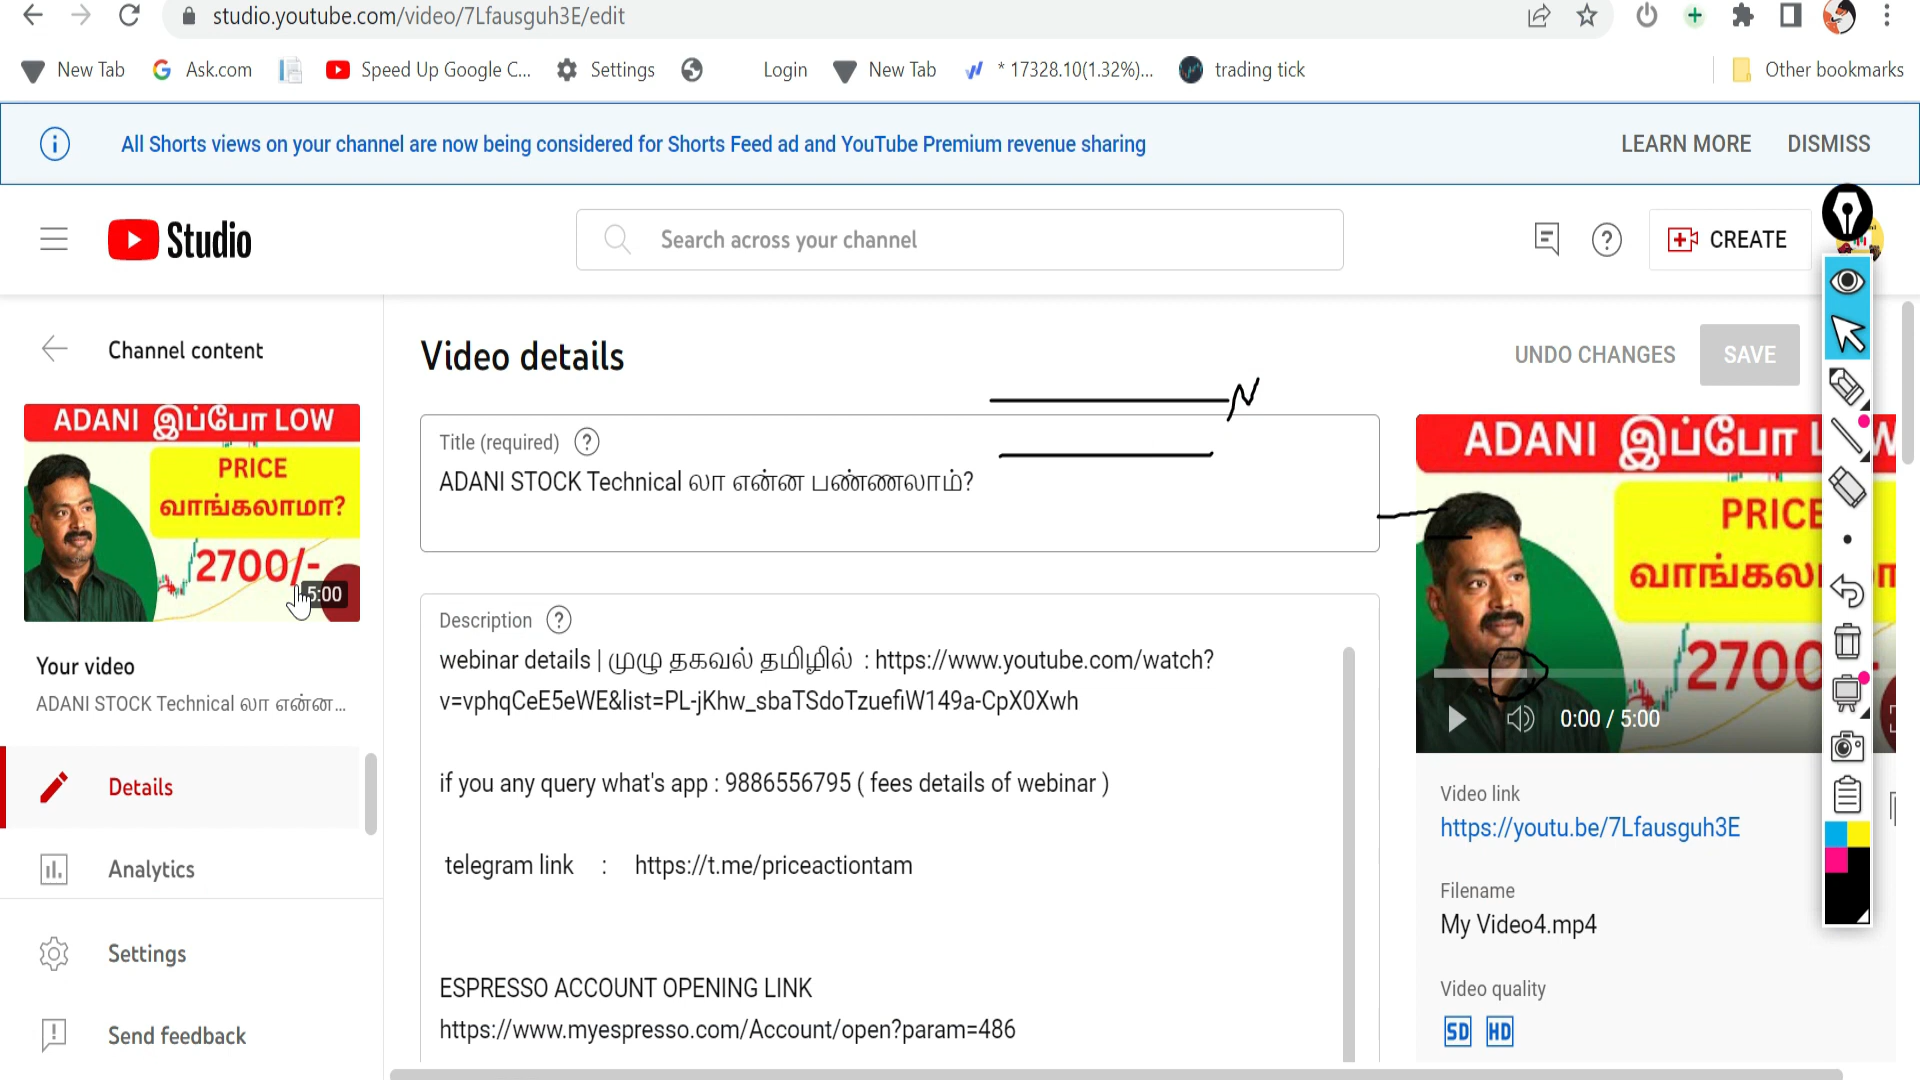 studio.youtube.com/video/7Lfausguh3E/edit
New Tab
Ask.com
Speed Up Google C...
Settings
Login
New Tab
* 17328.10(1.32%)...
trading tick
Other bookmarks
All Shorts views on your channel are now being considered for Shorts Feed ad and YouTube Premium revenue sharing
LEARN MORE
DISMISS
Studio
Search across your channel
CREATE
Channel content
Video details
UNDO CHANGES
SAVE
ADANI இப்போ LOW
PRICE
வாங்கலாமா?
2700/-
5:00
Your video
ADANI STOCK Technical லா என்ன...
Details
Analytics
Settings
Send feedback
Title (required)
ADANI STOCK Technical லா என்ன பண்ணலாம்?
Description
webinar details | முழு தகவல் தமிழில் : https://www.youtube.com/watch?
v=vphqCeE5eWE&list=PL-jKhw_sbaTSdoTzuefiW149a-CpX0Xwh
if you any query what's app : 9886556795 ( fees details of webinar )
telegram link : https://t.me/priceactiontam
ESPRESSO ACCOUNT OPENING LINK
https://www.myespresso.com/Account/open?param=486
ADANI இப்போ
PRICE
2700
0:00 / 5:00
Video link
https://youtu.be/7Lfausguh3E
Filename
My Video4.mp4
Video quality
SD HD